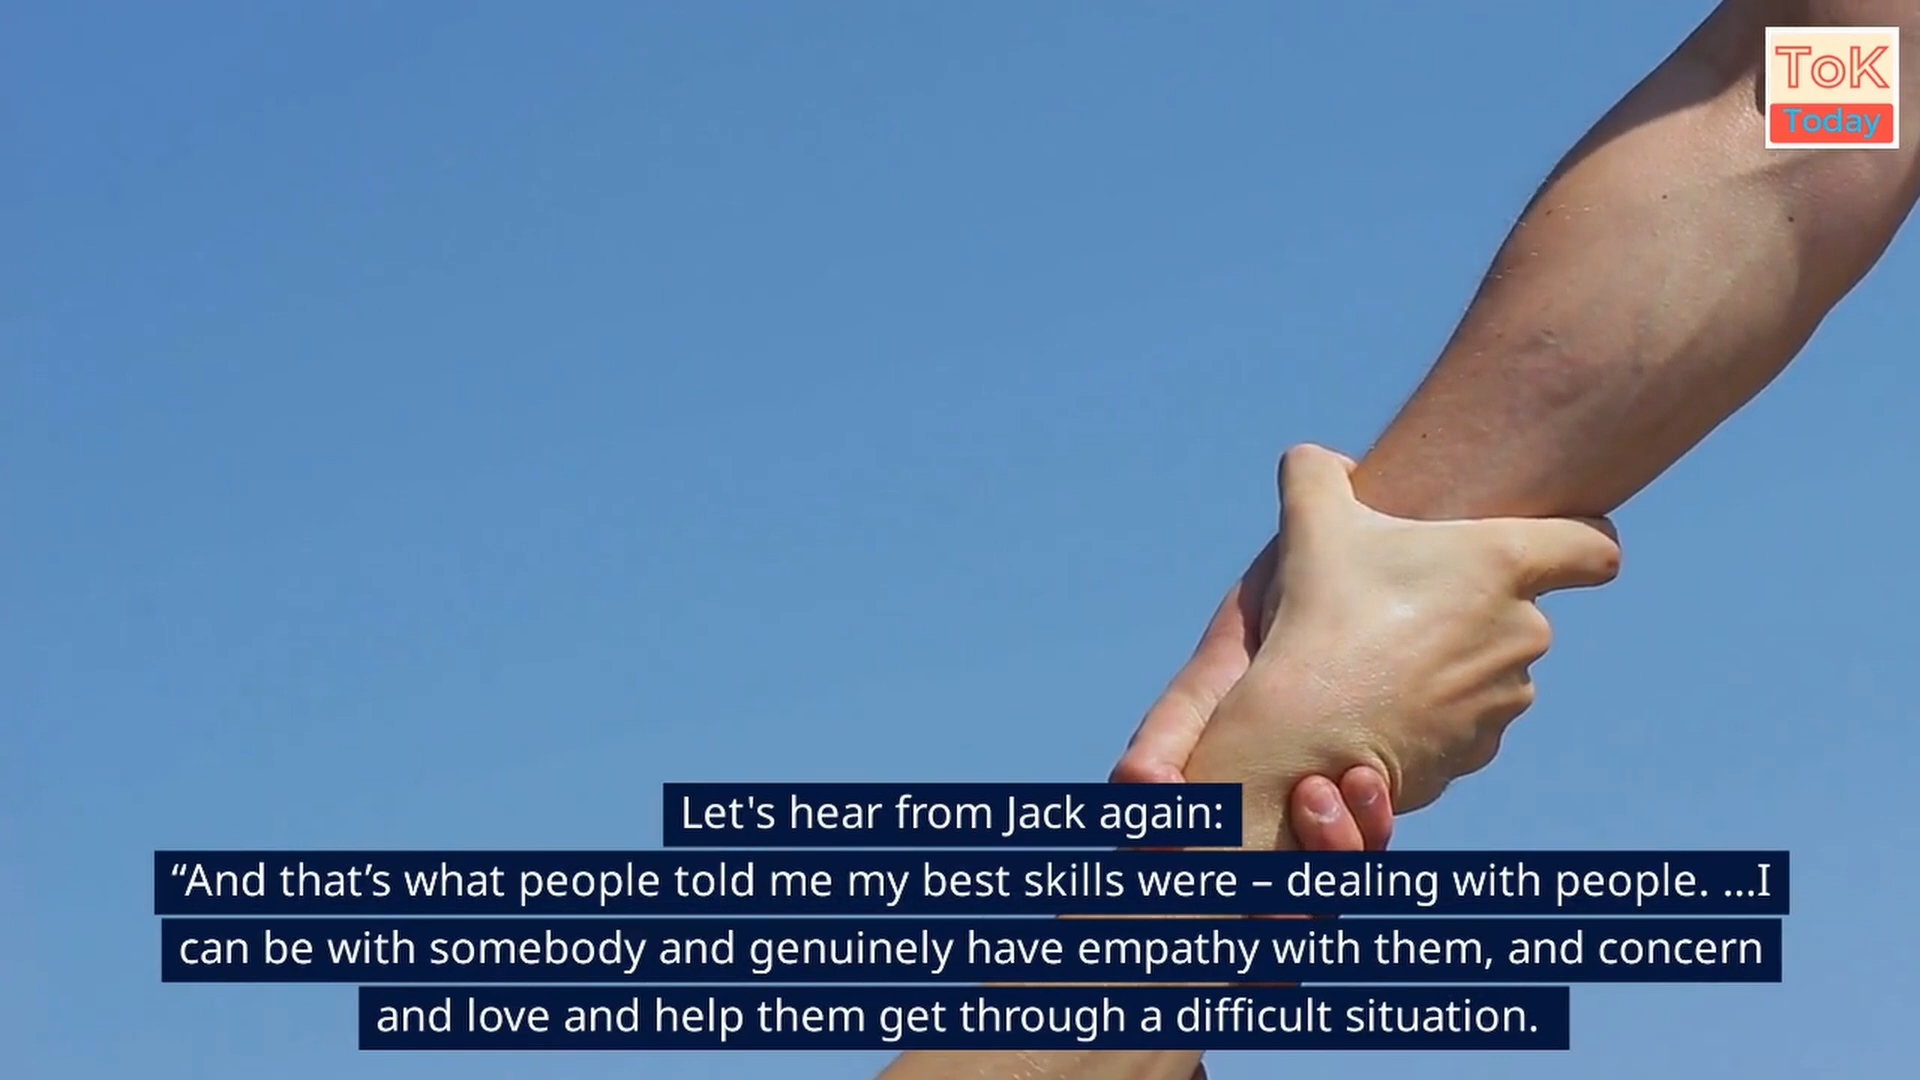 ToK
Today
Let's hear from Jack again:
“And that’s what people told me my best skills were – dealing with people. ...I
can be with somebody and genuinely have empathy with them, and concern
and love and help them get through a difficult situation.